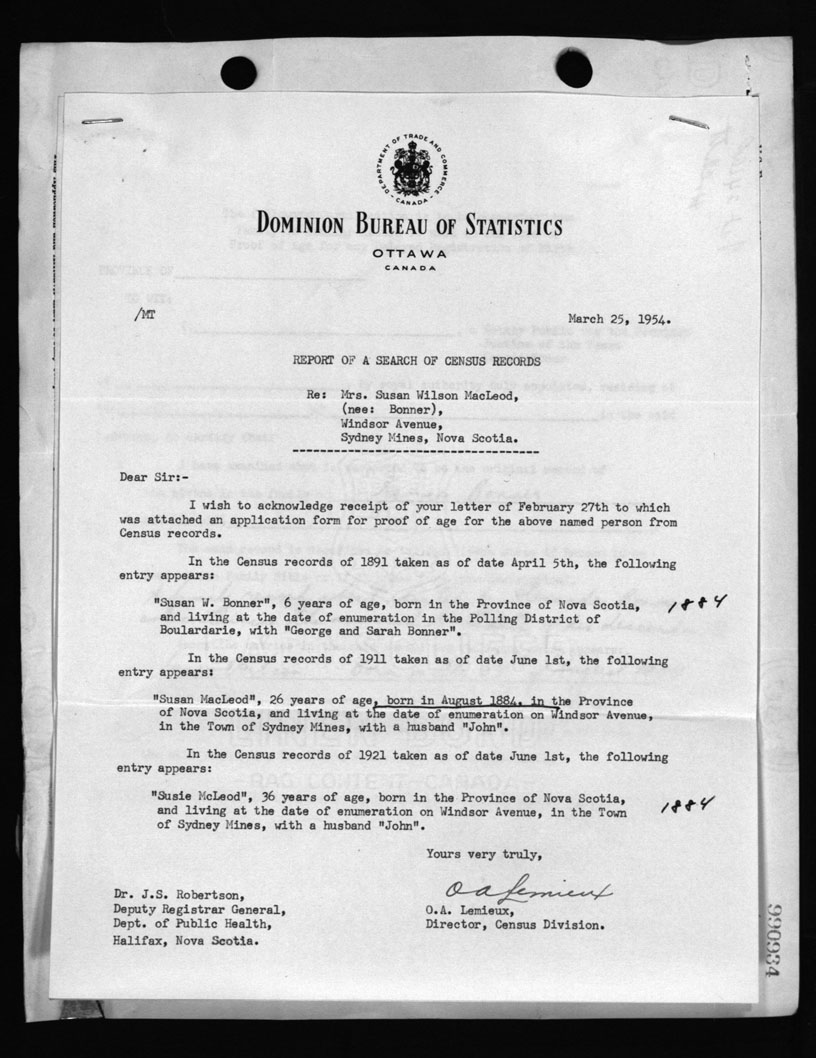 DEPARTMENT OF TRADE AND COMMERCE
- CANADA -
DOMINION BUREAU OF STATISTICS
OTTAWA
CANADA
/MT
March 25, 1954.
REPORT OF A SEARCH OF CENSUS RECORDS
Re: Mrs. Susan Wilson MacLeod,
(nee: Bonner),
Windsor Avenue,
Sydney Mines, Nova Scotia.
------------------------------------
Dear Sir:-
I wish to acknowledge receipt of your letter of February 27th to which
was attached an application form for proof of age for the above named person from
Census records.
In the Census records of 1891 taken as of date April 5th, the following
entry appears:
"Susan W. Bonner", 6 years of age, born in the Province of Nova Scotia, 1884
and living at the date of enumeration in the Polling District of
Boulardarie, with "George and Sarah Bonner".
In the Census records of 1911 taken as of date June 1st, the following
entry appears:
"Susan MacLeod", 26 years of age, born in August 1884, in the Province
of Nova Scotia, and living at the date of enumeration on Windsor Avenue,
in the Town of Sydney Mines, with a husband "John".
In the Census records of 1921 taken as of date June 1st, the following
entry appears:
"Susie McLeod", 36 years of age, born in the Province of Nova Scotia,
and living at the date of enumeration on Windsor Avenue, in the Town 1884
of Sydney Mines, with a husband "John".
Yours very truly,
O A Lemieux
Dr. J.S. Robertson,
Deputy Registrar General,
Dept. of Public Health,
Halifax, Nova Scotia.
O.A. Lemieux,
Director, Census Division.
990934